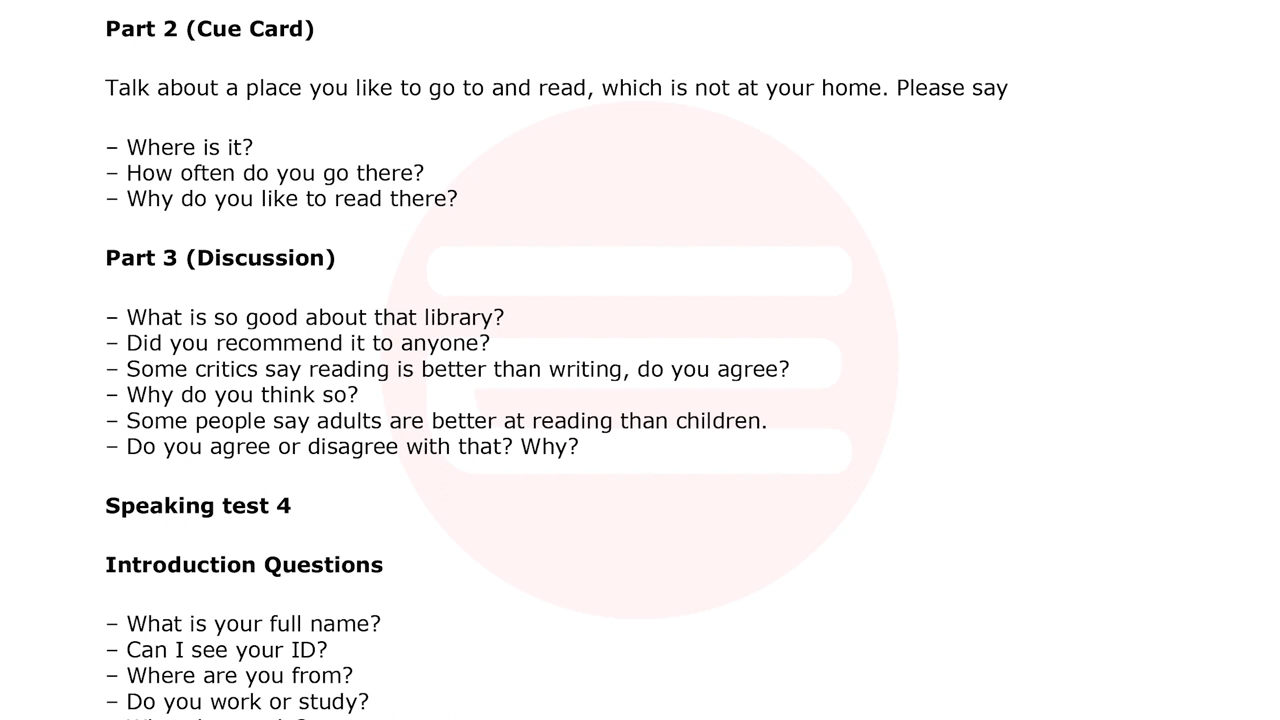 Part 2 (Cue Card)
Talk about a place you like to go to and read, which is not at your home. Please say
– Where is it?
– How often do you go there?
– Why do you like to read there?
Part 3 (Discussion)
– What is so good about that library?
– Did you recommend it to anyone?
– Some critics say reading is better than writing, do you agree?
– Why do you think so?
– Some people say adults are better at reading than children.
– Do you agree or disagree with that? Why?
Speaking test 4
Introduction Questions
– What is your full name?
– Can I see your ID?
– Where are you from?
– Do you work or study?